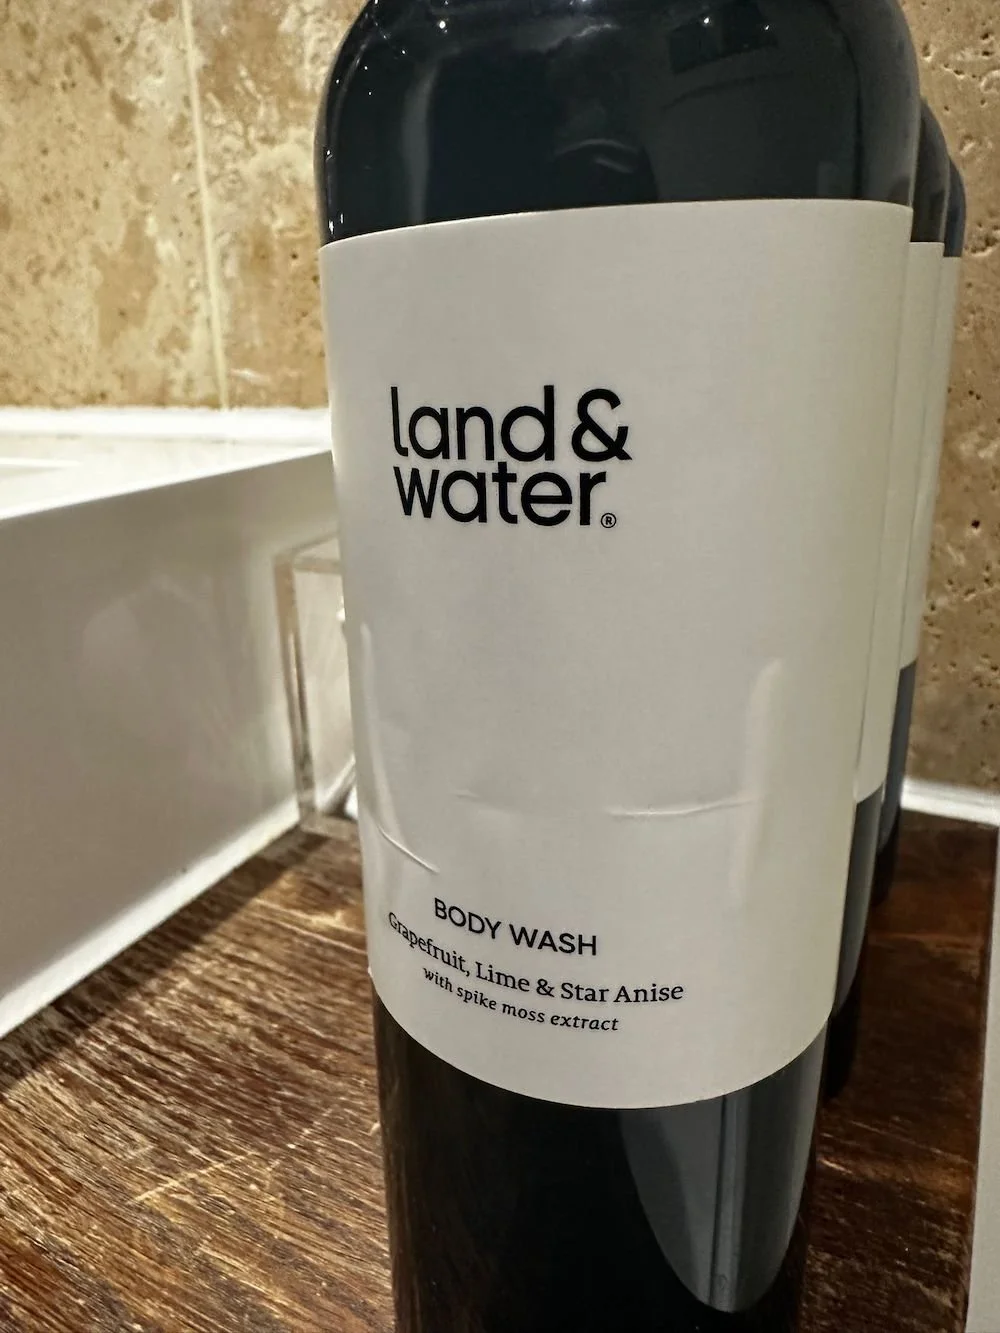 land &
water®
BODY WASH
Grapefruit, Lime & Star Anise
with spike moss extract